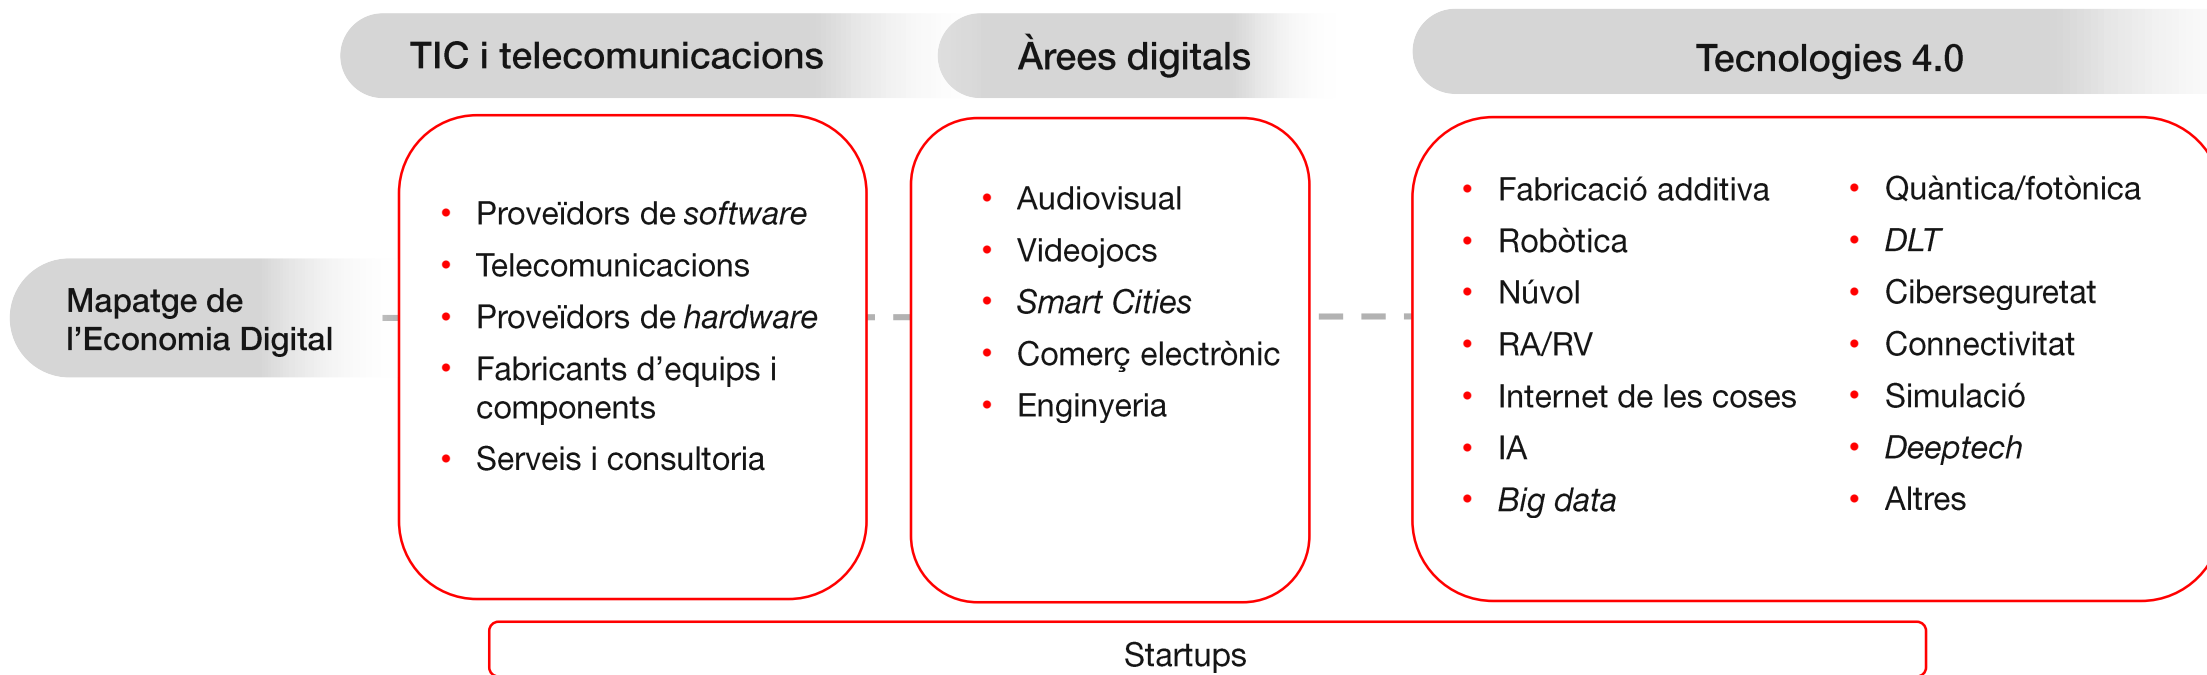 TIC i telecomunicacions
Àrees digitals
Tecnologies 4.0
Mapatge de
l’Economia Digital
Proveïdors de software
Telecomunicacions
Proveïdors de hardware
Fabricants d’equips i
components
Serveis i consultoria
Audiovisual
Videojocs
Smart Cities
Comerç electrònic
Enginyeria
Fabricació additiva
Robòtica
Núvol
RA/RV
Internet de les coses
IA
Big data
Quàntica/fotònica
DLT
Ciberseguretat
Connectivitat
Simulació
Deeptech
Altres
Startups